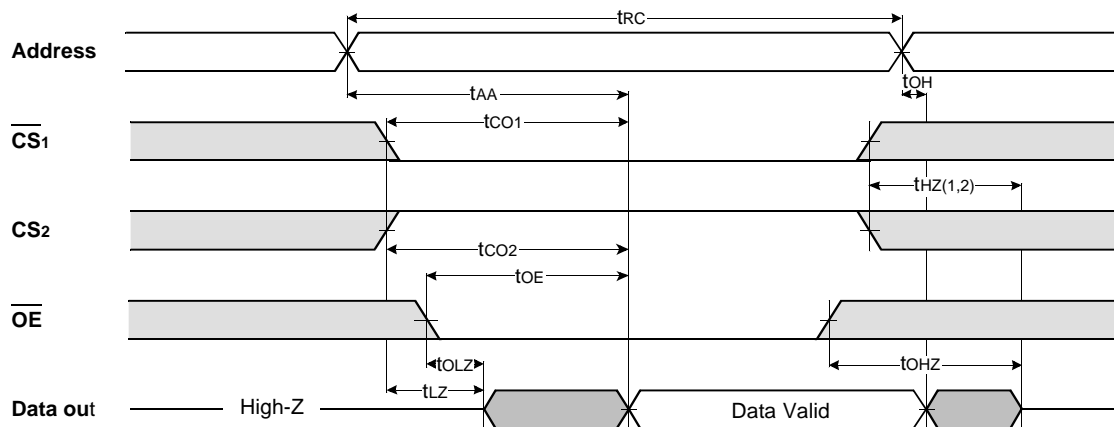 tRC
Address
tOH
tAA
tCO1
CS1
tHZ(1,2)
CS2
tCO2
tOE
OE
tOLZ
tOHZ
tLZ
Data out
High-Z
Data Valid